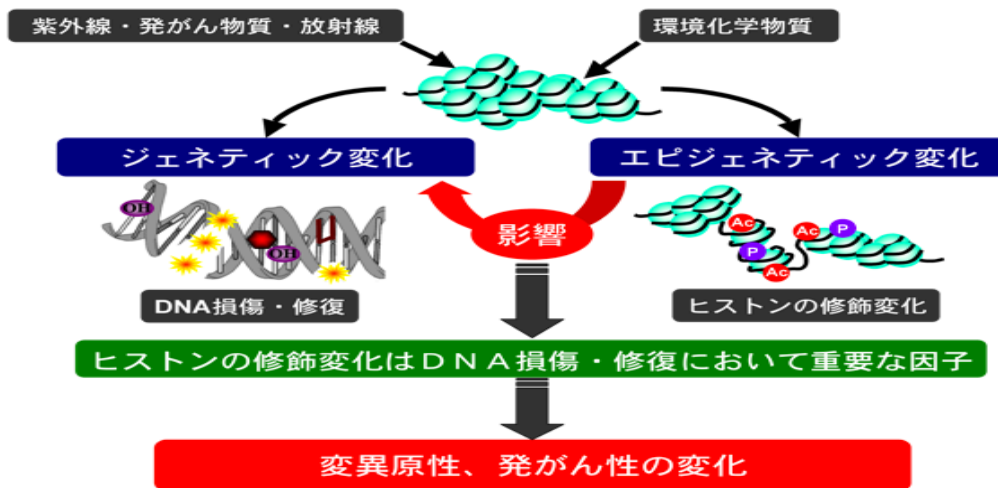 紫外線・発がん物質・放射線
環境化学物質
ジェネティック変化
エピジェネティック変化
OH
OH
影響
Ac
Ac
P
P
Ac
DNA損傷・修復
ヒストンの修飾変化
ヒストンの修飾変化はＤＮＡ損傷・修復において重要な因子
変異原性、発がん性の変化